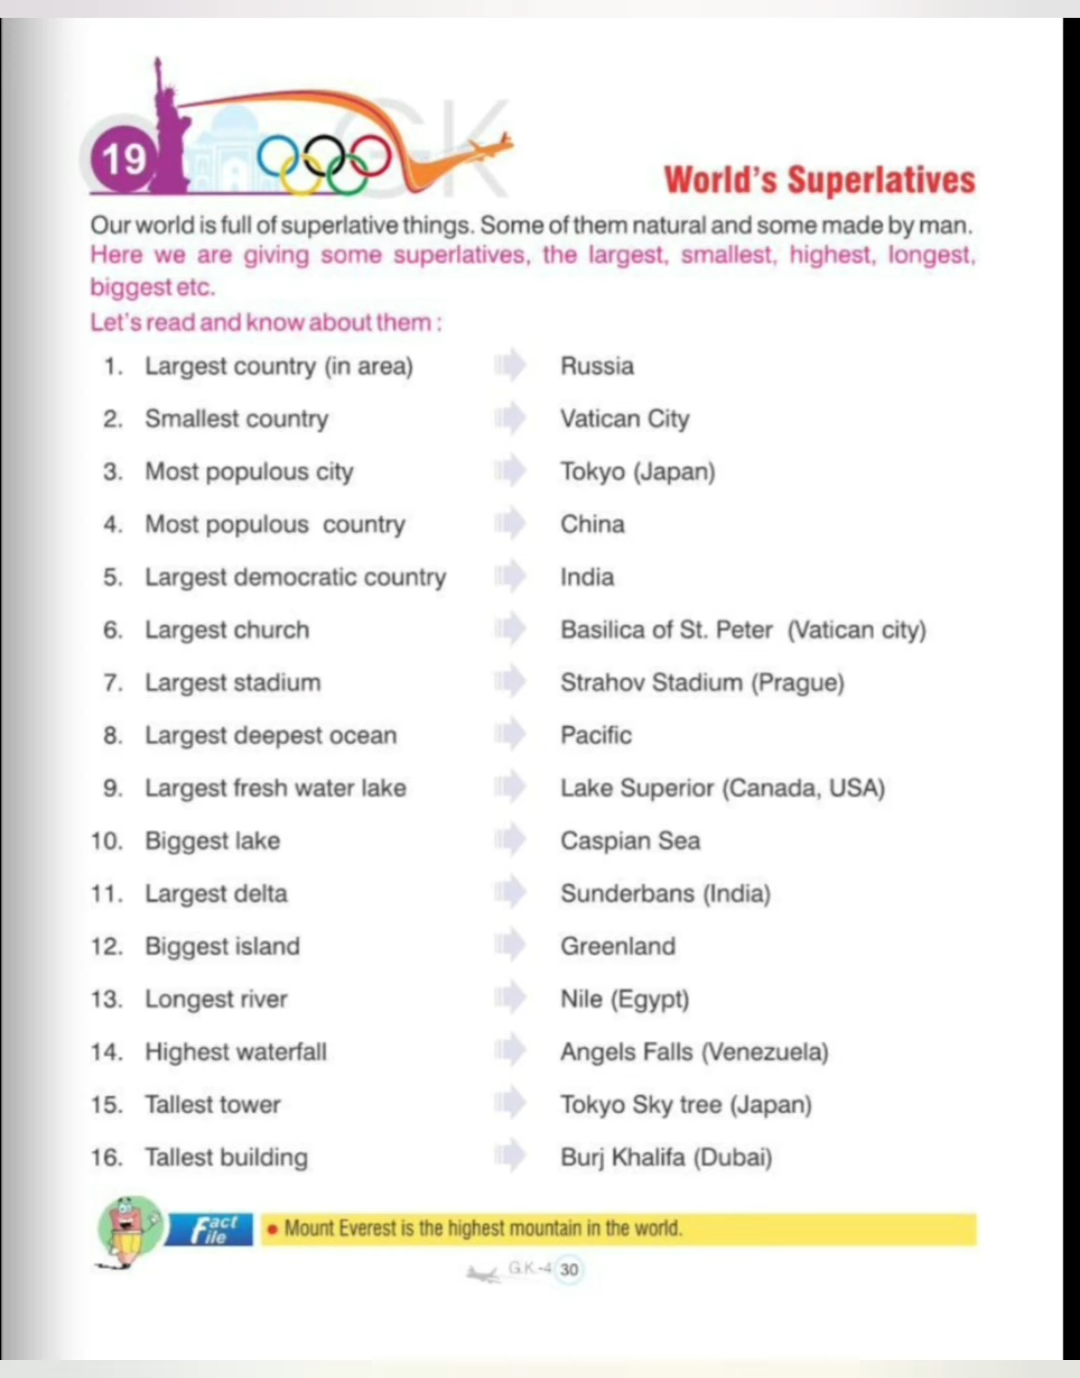 GK
19
World's Superlatives
Our world is full of superlative things. Some of them natural and some made by man.
Here we are giving some superlatives, the largest, smallest, highest, longest,
biggest etc.
Let's read and know about them :
1. Largest country (in area) Russia
2. Smallest country Vatican City
3. Most populous city Tokyo (Japan)
4. Most populous country China
5. Largest democratic country India
6. Largest church Basilica of St. Peter (Vatican city)
7. Largest stadium Strahov Stadium (Prague)
8. Largest deepest ocean Pacific
9. Largest fresh water lake Lake Superior (Canada, USA)
10. Biggest lake Caspian Sea
11. Largest delta Sunderbans (India)
12. Biggest island Greenland
13. Longest river Nile (Egypt)
14. Highest waterfall Angels Falls (Venezuela)
15. Tallest tower Tokyo Sky tree (Japan)
16. Tallest building Burj Khalifa (Dubai)
Fact File • Mount Everest is the highest mountain in the world.
G.K.-4 30